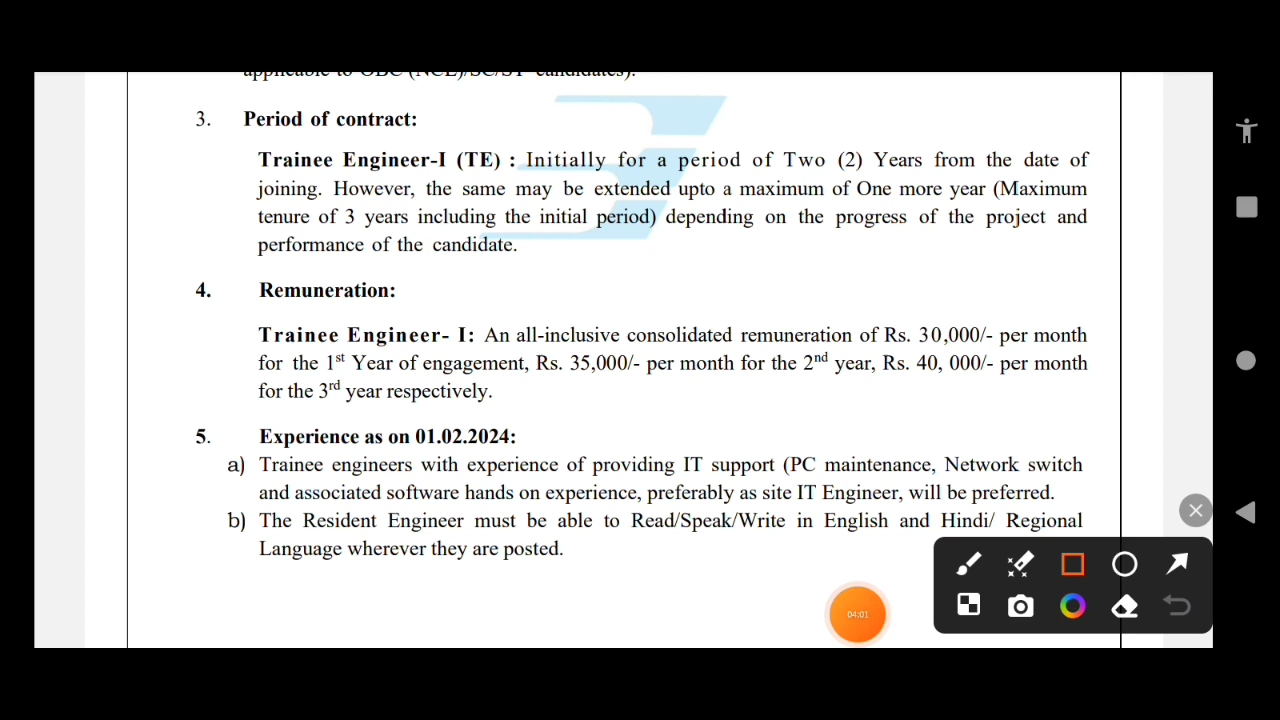 applicable to OBC (NCL)/SC/ST candidates).
3. Period of contract:
Trainee Engineer-I (TE) : Initially for a period of Two (2) Years from the date of
joining. However, the same may be extended upto a maximum of One more year (Maximum
tenure of 3 years including the initial period) depending on the progress of the project and
performance of the candidate.
4. Remuneration:
Trainee Engineer- I: An all-inclusive consolidated remuneration of Rs. 30,000/- per month
for the 1st Year of engagement, Rs. 35,000/- per month for the 2nd year, Rs. 40, 000/- per month
for the 3rd year respectively.
5. Experience as on 01.02.2024:
a) Trainee engineers with experience of providing IT support (PC maintenance, Network switch
and associated software hands on experience, preferably as site IT Engineer, will be preferred.
b) The Resident Engineer must be able to Read/Speak/Write in English and Hindi/ Regional
Language wherever they are posted.
04:01